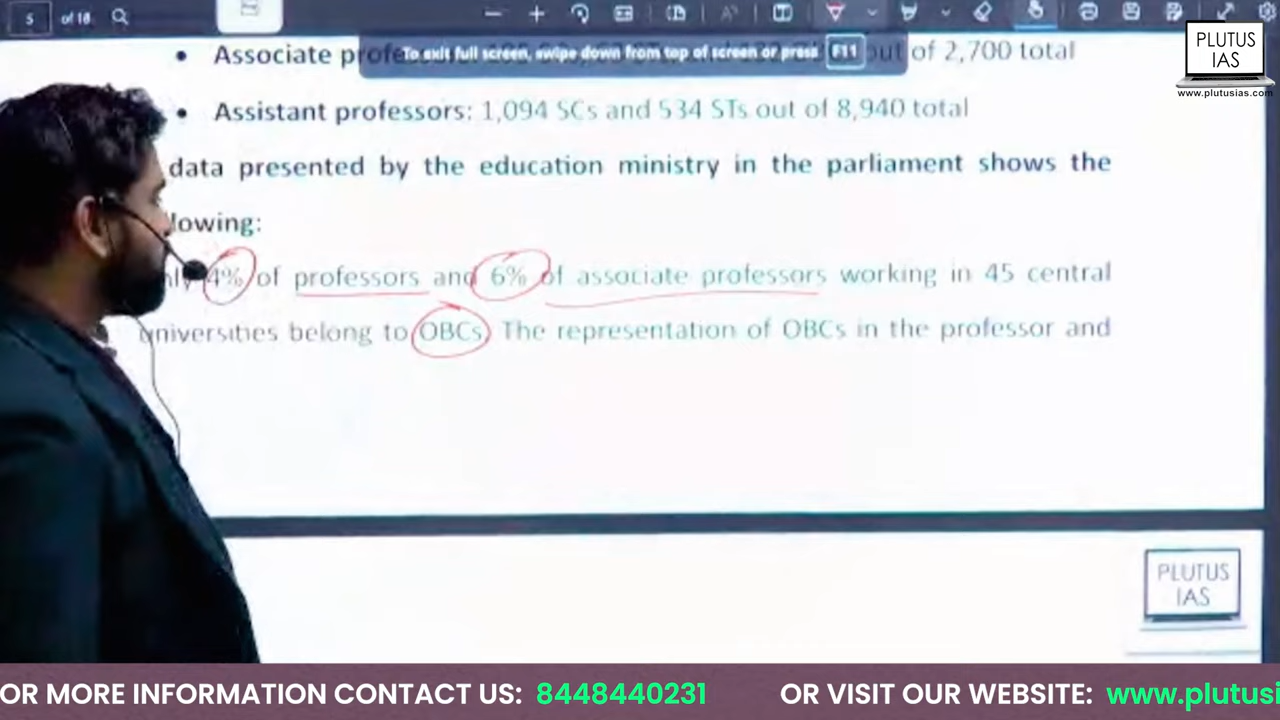 5 of 18
To exit full screen, swipe down from top of screen or press F11
• Associate out of 2,700 total
• Assistant professors: 1,094 SCs and 534 STs out of 8,940 total
data presented by the education ministry in the parliament shows the
lowing:
4% of professors and 6% of associate professors working in 45 central
universities belong to OBCs. The representation of OBCs in the professor and
PLUTUS
IAS
www.plutusias.com
PLUTUS
IAS
OR MORE INFORMATION CONTACT US: 8448440231 OR VISIT OUR WEBSITE: www.plutusi